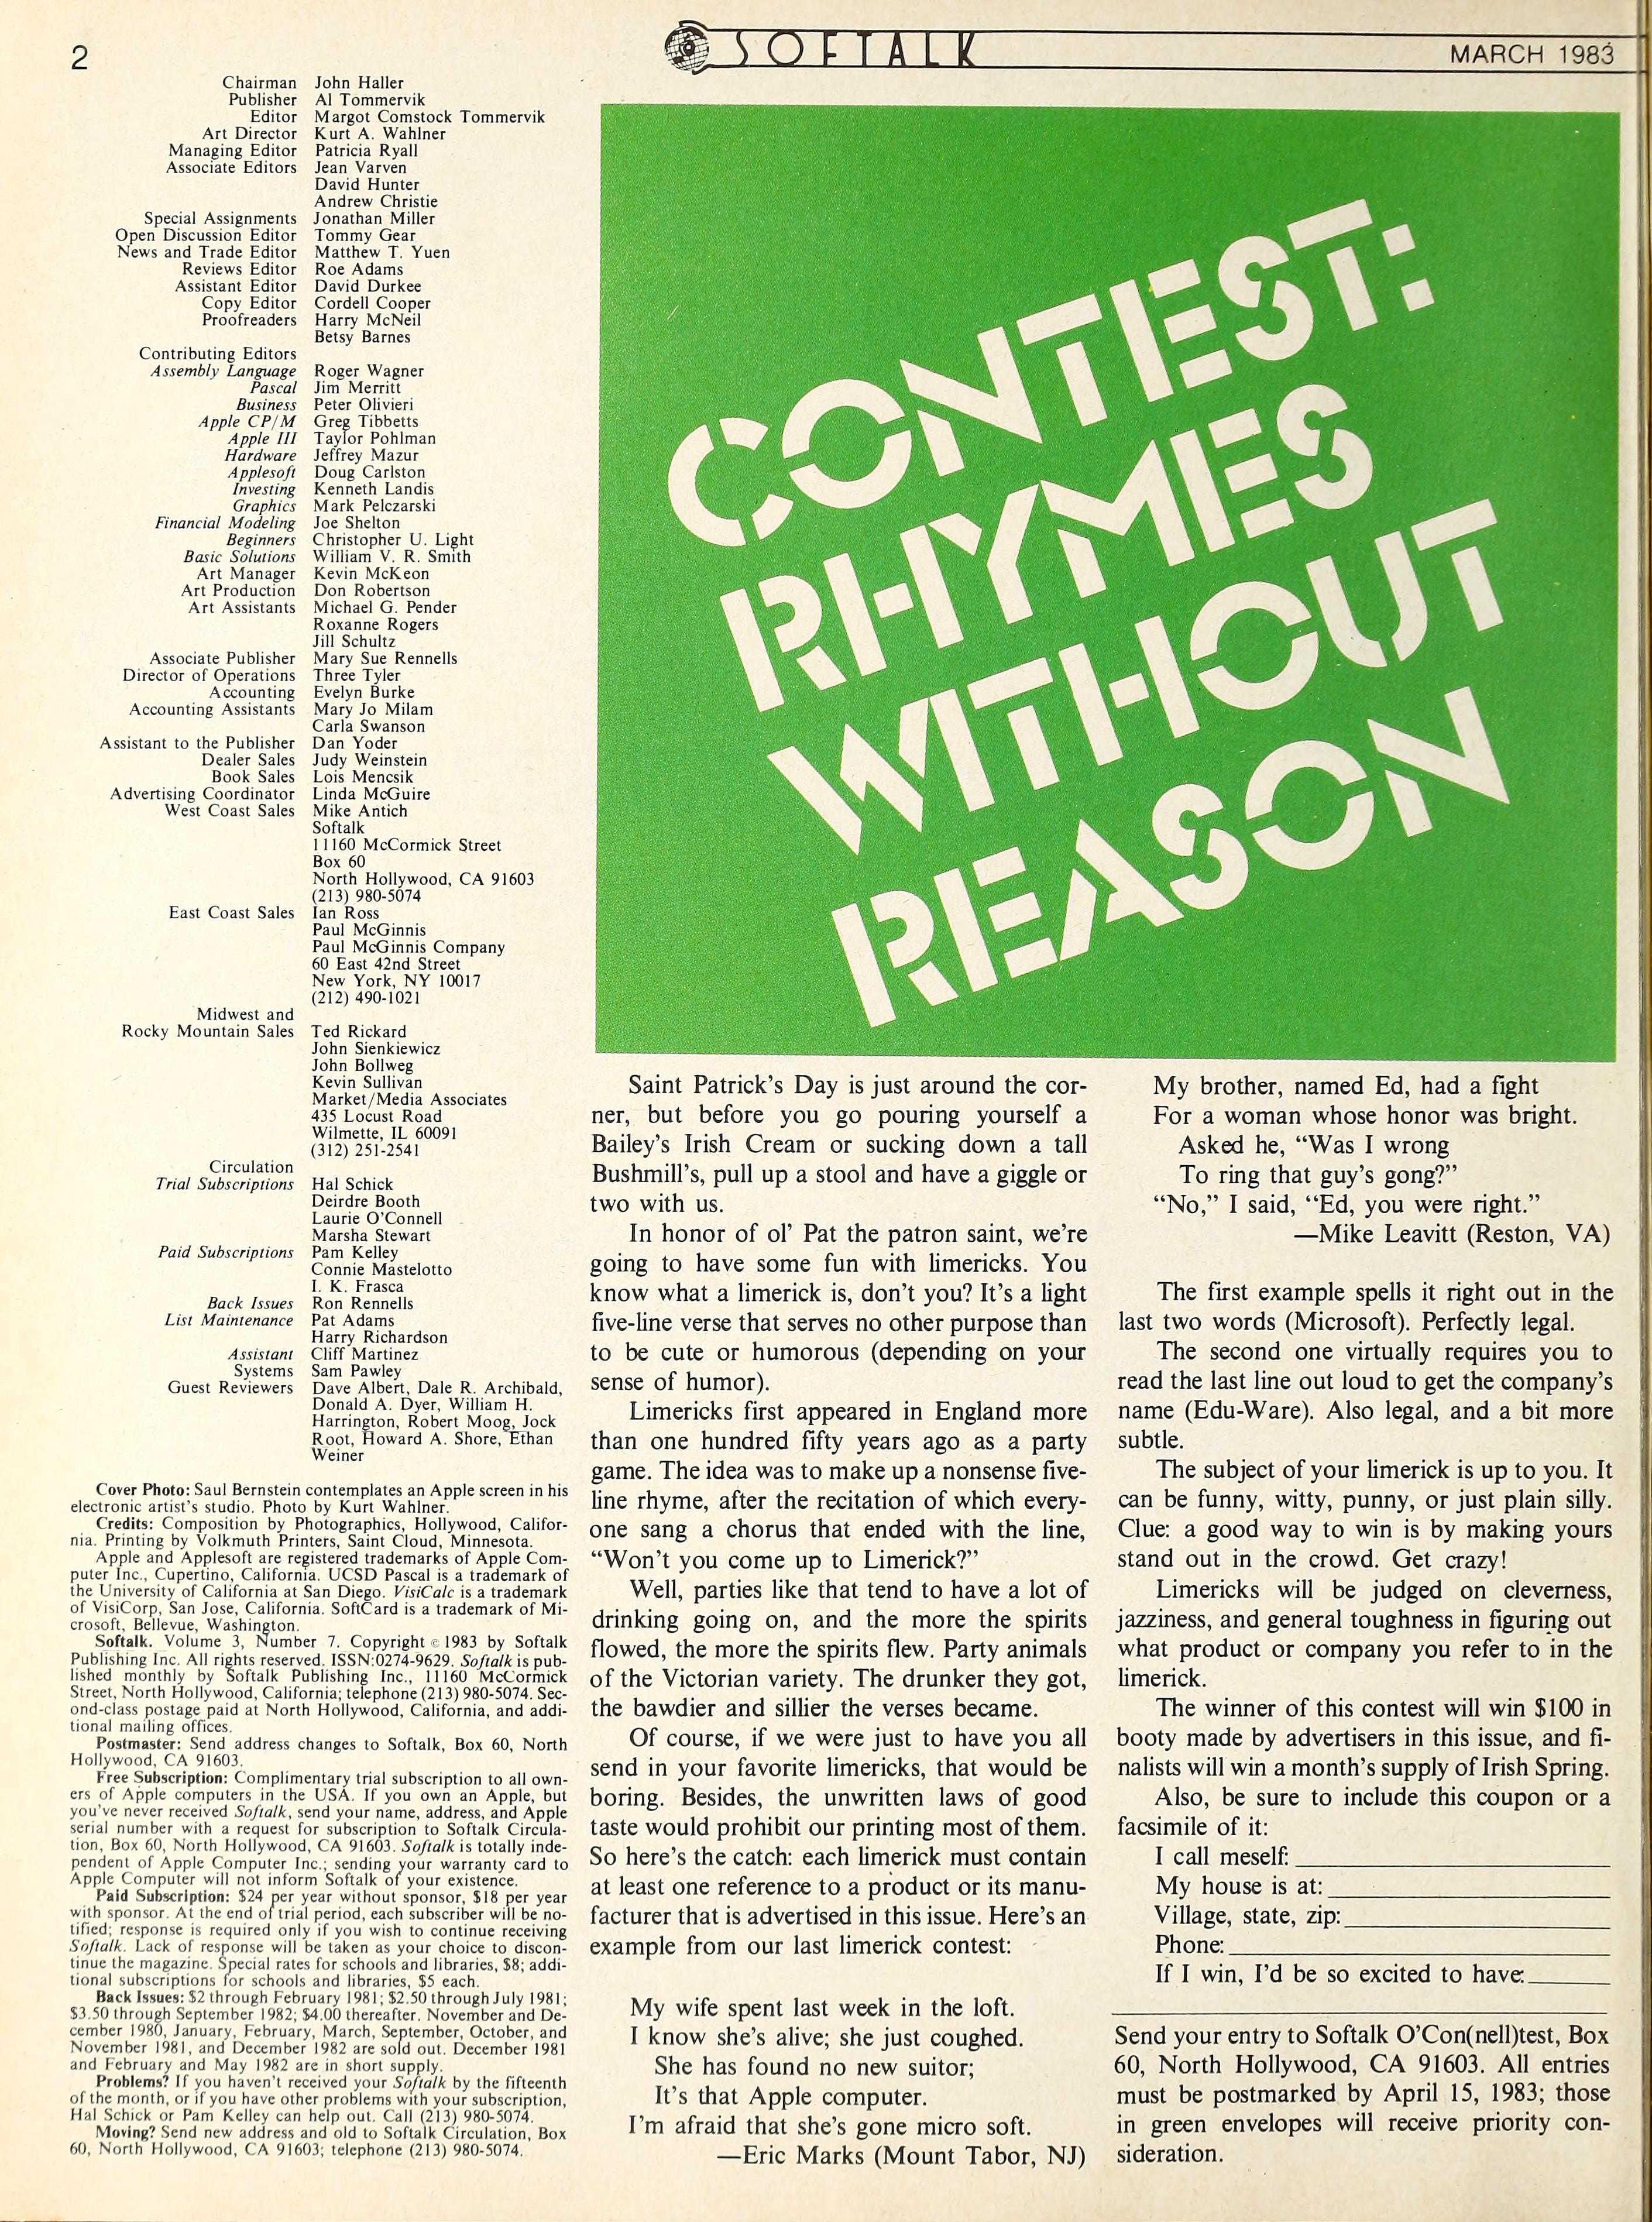 2
SOFTALK
MARCH 1983
Chairman John Haller
Publisher Al Tommervik
Editor Margot Comstock Tommervik
Art Director Kurt A. Wahlner
Managing Editor Patricia Ryall
Associate Editors Jean Varven
David Hunter
Andrew Christie
Special Assignments Jonathan Miller
Open Discussion Editor Tommy Gear
News and Trade Editor Matthew T. Yuen
Reviews Editor Roe Adams
Assistant Editor David Durkee
Copy Editor Cordell Cooper
Proofreaders Harry McNeil
Betsy Barnes
Contributing Editors
Assembly Language Roger Wagner
Pascal Jim Merritt
Business Peter Olivieri
Apple CP/M Greg Tibbetts
Apple III Taylor Pohlman
Hardware Jeffrey Mazur
Applesoft Doug Carlston
Investing Kenneth Landis
Graphics Mark Pelczarski
Financial Modeling Joe Shelton
Beginners Christopher U. Light
Basic Solutions William V. R. Smith
Art Manager Kevin McKeon
Art Production Don Robertson
Art Assistants Michael G. Pender
Roxanne Rogers
Jill Schultz
Associate Publisher Mary Sue Rennells
Director of Operations Three Tyler
Accounting Evelyn Burke
Accounting Assistants Mary Jo Milam
Carla Swanson
Assistant to the Publisher Dan Yoder
Dealer Sales Judy Weinstein
Book Sales Lois Mencsik
Advertising Coordinator Linda McGuire
West Coast Sales Mike Antich
Softalk
11160 McCormick Street
Box 60
North Hollywood, CA 91603
(213) 980-5074
East Coast Sales Ian Ross
Paul McGinnis
Paul McGinnis Company
60 East 42nd Street
New York, NY 10017
(212) 490-1021
Midwest and
Rocky Mountain Sales Ted Rickard
John Sienkiewicz
John Bollweg
Kevin Sullivan
Market/Media Associates
435 Locust Road
Wilmette, IL 60091
(312) 251-2541
Circulation
Trial Subscriptions Hal Schick
Deirdre Booth
Laurie O'Connell
Marsha Stewart
Paid Subscriptions Pam Kelley
Connie Mastelotto
I. K. Frasca
Back Issues Ron Rennells
List Maintenance Pat Adams
Harry Richardson
Assistant Cliff Martinez
Systems Sam Pawley
Guest Reviewers Dave Albert, Dale R. Archibald,
Donald A. Dyer, William H.
Harrington, Robert Moog, Jock
Root, Howard A. Shore, Ethan
Weiner
Cover Photo: Saul Bernstein contemplates an Apple screen in his
electronic artist's studio. Photo by Kurt Wahlner.
Credits: Composition by Photographics, Hollywood, Califor-
nia. Printing by Volkmuth Printers, Saint Cloud, Minnesota.
Apple and Applesoft are registered trademarks of Apple Com-
puter Inc., Cupertino, California. UCSD Pascal is a trademark of
the University of California at San Diego. VisiCalc is a trademark
of VisiCorp, San Jose, California. SoftCard is a trademark of Mi-
crosoft, Bellevue, Washington.
Softalk. Volume 3, Number 7. Copyright © 1983 by Softalk
Publishing Inc. All rights reserved. ISSN:0274-9629. Softalk is pub-
lished monthly by Softalk Publishing Inc., 11160 McCormick
Street, North Hollywood, California; telephone (213) 980-5074. Sec-
ond-class postage paid at North Hollywood, California, and addi-
tional mailing offices.
Postmaster: Send address changes to Softalk, Box 60, North
Hollywood, CA 91603.
Free Subscription: Complimentary trial subscription to all own-
ers of Apple computers in the USA. If you own an Apple, but
you've never received Softalk, send your name, address, and Apple
serial number with a request for subscription to Softalk Circula-
tion, Box 60, North Hollywood, CA 91603. Softalk is totally inde-
pendent of Apple Computer Inc.; sending your warranty card to
Apple Computer will not inform Softalk of your existence.
Paid Subscription: $24 per year without sponsor, $18 per year
with sponsor. At the end of trial period, each subscriber will be no-
tified; response is required only if you wish to continue receiving
Softalk. Lack of response will be taken as your choice to discon-
tinue the magazine. Special rates for schools and libraries, $8; addi-
tional subscriptions for schools and libraries, $5 each.
Back Issues: $2 through February 1981; $2.50 through July 1981;
$3.50 through September 1982; $4.00 thereafter. November and De-
cember 1980, January, February, March, September, October, and
November 1981, and December 1982 are sold out. December 1981
and February and May 1982 are in short supply.
Problems? If you haven't received your Softalk by the fifteenth
of the month, or if you have other problems with your subscription,
Hal Schick or Pam Kelley can help out. Call (213) 980-5074.
Moving? Send new address and old to Softalk Circulation, Box
60, North Hollywood, CA 91603; telephone (213) 980-5074.
CONTEST:
RHYMES
WITHOUT
REASON
Saint Patrick's Day is just around the cor-
ner, but before you go pouring yourself a
Bailey's Irish Cream or sucking down a tall
Bushmill's, pull up a stool and have a giggle or
two with us.
In honor of ol' Pat the patron saint, we're
going to have some fun with limericks. You
know what a limerick is, don't you? It's a light
five-line verse that serves no other purpose than
to be cute or humorous (depending on your
sense of humor).
Limericks first appeared in England more
than one hundred fifty years ago as a party
game. The idea was to make up a nonsense five-
line rhyme, after the recitation of which every-
one sang a chorus that ended with the line,
“Won't you come up to Limerick?”
Well, parties like that tend to have a lot of
drinking going on, and the more the spirits
flowed, the more the spirits flew. Party animals
of the Victorian variety. The drunker they got,
the bawdier and sillier the verses became.
Of course, if we were just to have you all
send in your favorite limericks, that would be
boring. Besides, the unwritten laws of good
taste would prohibit our printing most of them.
So here's the catch: each limerick must contain
at least one reference to a product or its manu-
facturer that is advertised in this issue. Here's an
example from our last limerick contest:
My wife spent last week in the loft.
I know she's alive; she just coughed.
She has found no new suitor;
It's that Apple computer.
I'm afraid that she's gone micro soft.
—Eric Marks (Mount Tabor, NJ)
My brother, named Ed, had a fight
For a woman whose honor was bright.
Asked he, “Was I wrong
To ring that guy's gong?”
“No,” I said, “Ed, you were right.”
—Mike Leavitt (Reston, VA)
The first example spells it right out in the
last two words (Microsoft). Perfectly legal.
The second one virtually requires you to
read the last line out loud to get the company's
name (Edu-Ware). Also legal, and a bit more
subtle.
The subject of your limerick is up to you. It
can be funny, witty, punny, or just plain silly.
Clue: a good way to win is by making yours
stand out in the crowd. Get crazy!
Limericks will be judged on cleverness,
jazziness, and general toughness in figuring out
what product or company you refer to in the
limerick.
The winner of this contest will win $100 in
booty made by advertisers in this issue, and fi-
nalists will win a month's supply of Irish Spring.
Also, be sure to include this coupon or a
facsimile of it:
I call meself:
My house is at:
Village, state, zip:
Phone:
If I win, I'd be so excited to have:
Send your entry to Softalk O'Con(nell)test, Box
60, North Hollywood, CA 91603. All entries
must be postmarked by April 15, 1983; those
in green envelopes will receive priority con-
sideration.